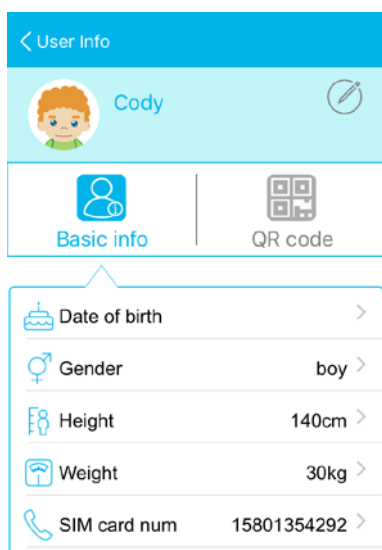 User Info
Cody
Basic info QR code
Date of birth
Gender boy
Height 140cm
Weight 30kg
SIM card num 15801354292